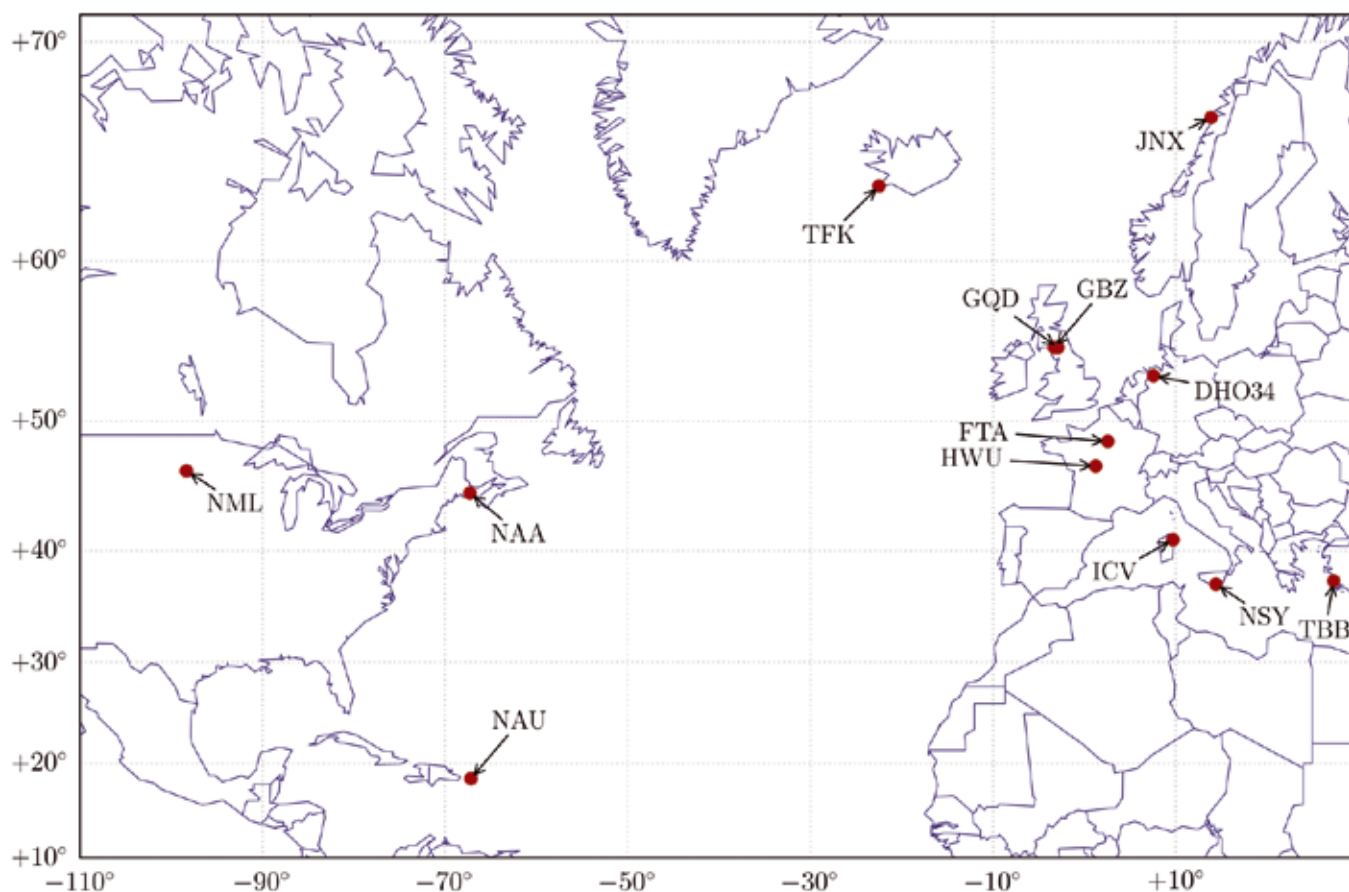 +70°
JNX
TFK
+60°
GQD
GBZ
DHO34
+50°
FTA
HWU
NML
NAA
+40°
ICV
NSY
TBB
+30°
NAU
+20°
+10°
−110° −90° −70° −50° −30° −10° +10°